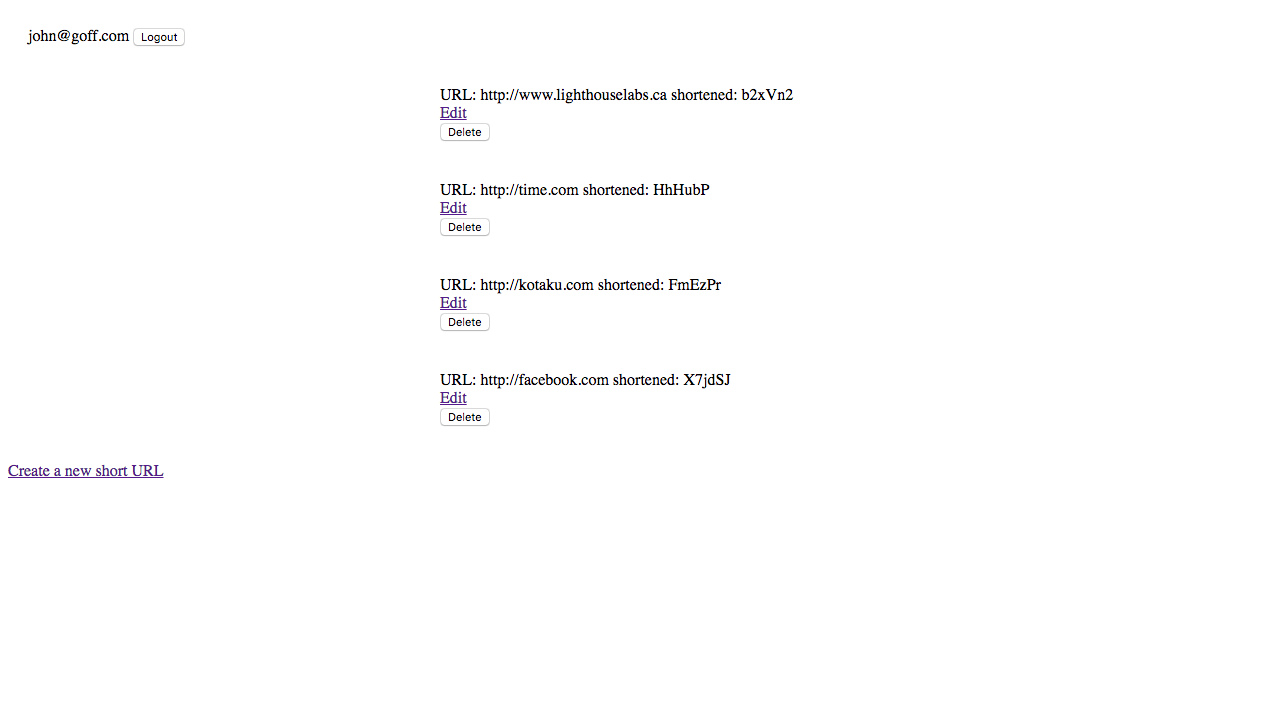 john@goff.com Logout
URL: http://www.lighthouselabs.ca shortened: b2xVn2
Edit
Delete
URL: http://time.com shortened: HhHubP
Edit
Delete
URL: http://kotaku.com shortened: FmEzPr
Edit
Delete
URL: http://facebook.com shortened: X7jdSJ
Edit
Delete
Create a new short URL